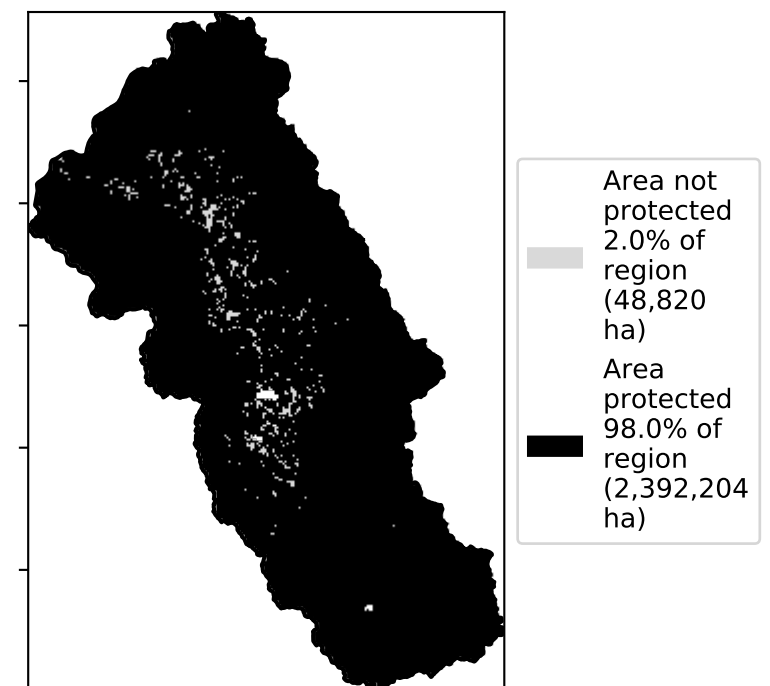 Area not
protected
2.0% of
region
(48,820
ha)
Area
protected
98.0% of
region
(2,392,204
ha)